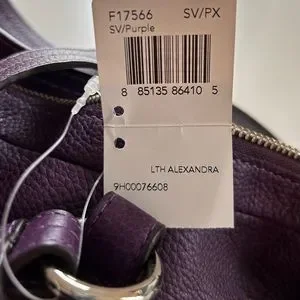 F17566 SV/PX
SV/Purple
8 85135 86410 5
LTH ALEXANDRA
9H00076608